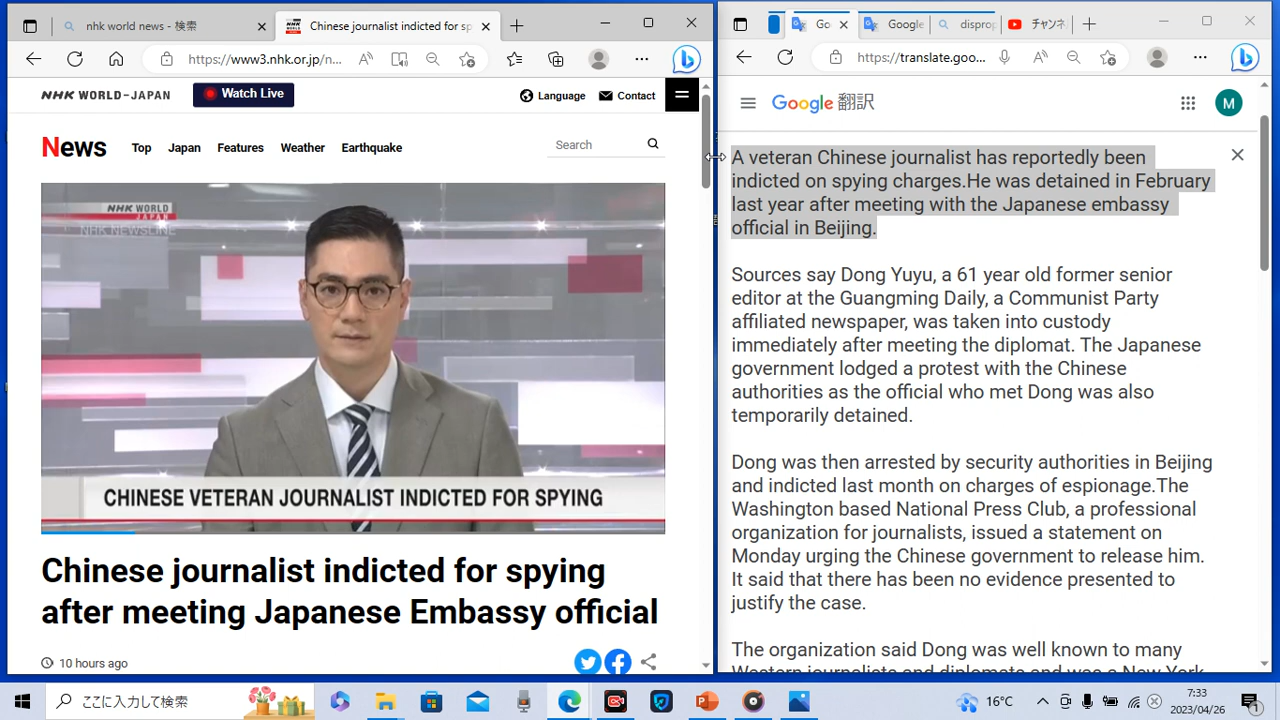 nhk world news - 検索
Chinese journalist indicted for sp
https://www3.nhk.or.jp/n...
NHK WORLD-JAPAN
Watch Live
Language
Contact
News
Top
Japan
Features
Weather
Earthquake
Search
NHK WORLD
JAPAN
NHK NEWSLINE
CHINESE VETERAN JOURNALIST INDICTED FOR SPYING
Chinese journalist indicted for spying
after meeting Japanese Embassy official
10 hours ago
Go
Google
disprop
チャンネ
https://translate.goo...
Google 翻訳
M
A veteran Chinese journalist has reportedly been
indicted on spying charges.He was detained in February
last year after meeting with the Japanese embassy
official in Beijing.
Sources say Dong Yuyu, a 61 year old former senior
editor at the Guangming Daily, a Communist Party
affiliated newspaper, was taken into custody
immediately after meeting the diplomat. The Japanese
government lodged a protest with the Chinese
authorities as the official who met Dong was also
temporarily detained.
Dong was then arrested by security authorities in Beijing
and indicted last month on charges of espionage.The
Washington based National Press Club, a professional
organization for journalists, issued a statement on
Monday urging the Chinese government to release him.
It said that there has been no evidence presented to
justify the case.
The organization said Dong was well known to many
Western journalists and diplomats and was a New York
ここに入力して検索
16°C
7:33
2023/04/26
1